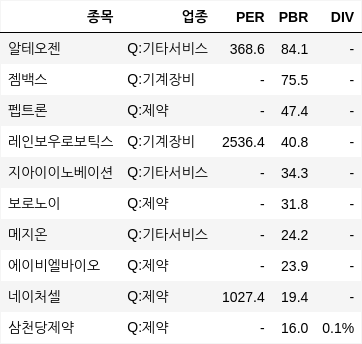 종목 업종 PER PBR DIV
알테오젠 Q:기타서비스 368.6 84.1 -
젬백스 Q:기계장비 - 75.5 -
펩트론 Q:제약 - 47.4 -
레인보우로보틱스 Q:기계장비 2536.4 40.8 -
지아이이노베이션 Q:기타서비스 - 34.3 -
보로노이 Q:제약 - 31.8 -
메지온 Q:기타서비스 - 24.2 -
에이비엘바이오 Q:제약 - 23.9 -
네이처셀 Q:제약 1027.4 19.4 -
삼천당제약 Q:제약 - 16.0 0.1%